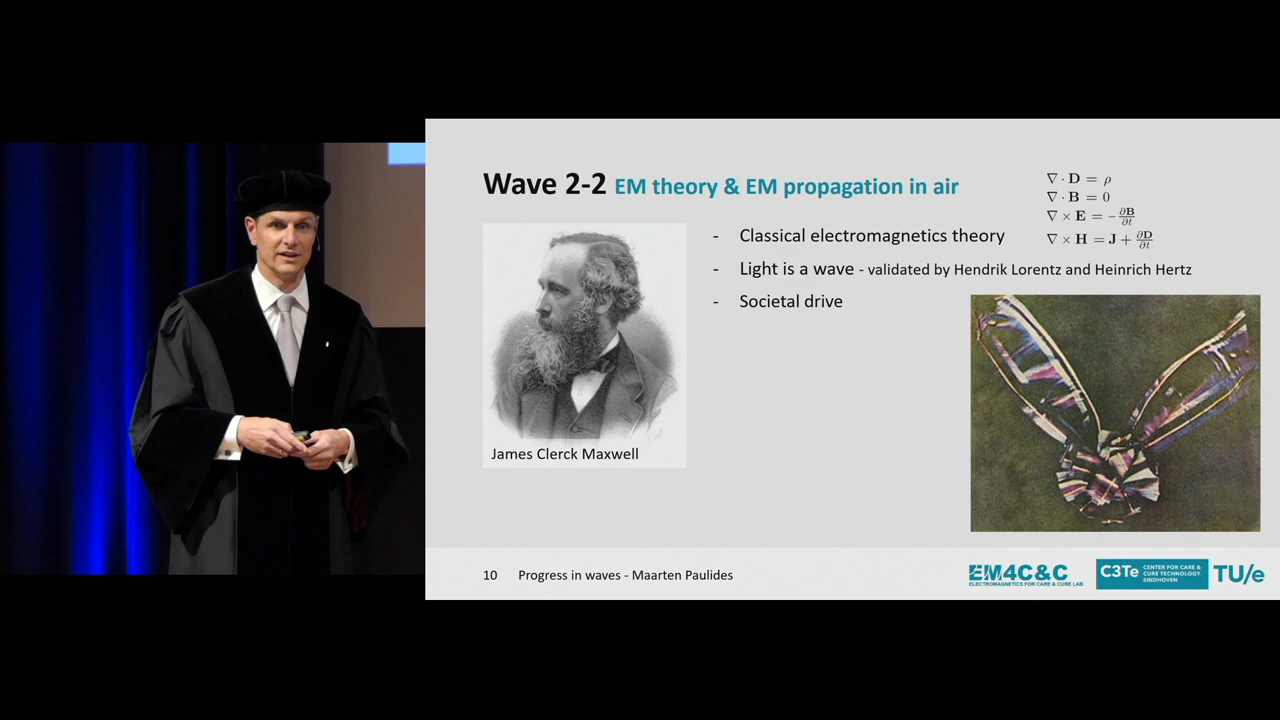 Wave 2-2 EM theory & EM propagation in air
∇ · D = ρ
∇ · B = 0
∇ × E = -∂B/∂t
∇ × H = J + ∂D/∂t
- Classical electromagnetics theory
- Light is a wave - validated by Hendrik Lorentz and Heinrich Hertz
- Societal drive
James Clerck Maxwell
10 Progress in waves - Maarten Paulides
EM4C&C
ELECTROMAGNETICS FOR CARE & CURE LAB
C3Te
CENTER FOR CARE &
CURE TECHNOLOGY
EINDHOVEN
TU/e